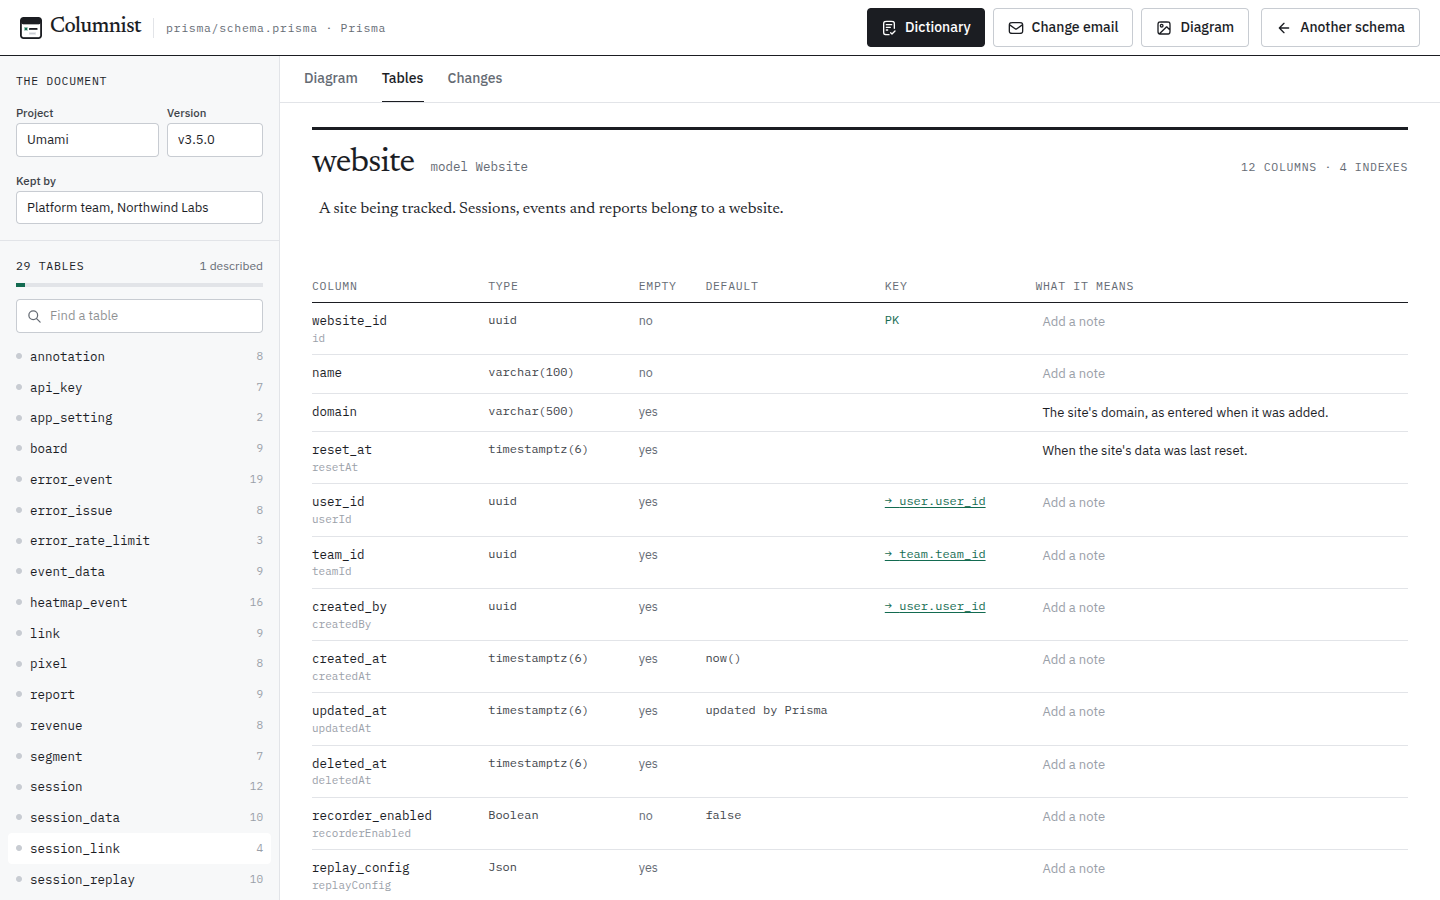 Columnist
prisma/schema.prisma · Prisma
Dictionary
Change email
Diagram
Another schema
THE DOCUMENT
Project
Version
Umami
v3.5.0
Kept by
Platform team, Northwind Labs
29 TABLES
1 described
Find a table
annotation 8
api_key 7
app_setting 2
board 9
error_event 19
error_issue 8
error_rate_limit 3
event_data 9
heatmap_event 16
link 9
pixel 8
report 9
revenue 8
segment 7
session 12
session_data 10
session_link 4
session_replay 10
Diagram Tables Changes
website model Website
12 COLUMNS · 4 INDEXES
A site being tracked. Sessions, events and reports belong to a website.
COLUMN TYPE EMPTY DEFAULT KEY WHAT IT MEANS
website_id uuid no PK Add a note
id
name varchar(100) no Add a note
domain varchar(500) yes The site's domain, as entered when it was added.
reset_at timestamptz(6) yes When the site's data was last reset.
resetAt
user_id uuid yes → user.user_id Add a note
userId
team_id uuid yes → team.team_id Add a note
teamId
created_by uuid yes → user.user_id Add a note
createdBy
created_at timestamptz(6) yes now() Add a note
createdAt
updated_at timestamptz(6) yes updated by Prisma Add a note
updatedAt
deleted_at timestamptz(6) yes Add a note
deletedAt
recorder_enabled Boolean no false Add a note
recorderEnabled
replay_config Json yes Add a note
replayConfig